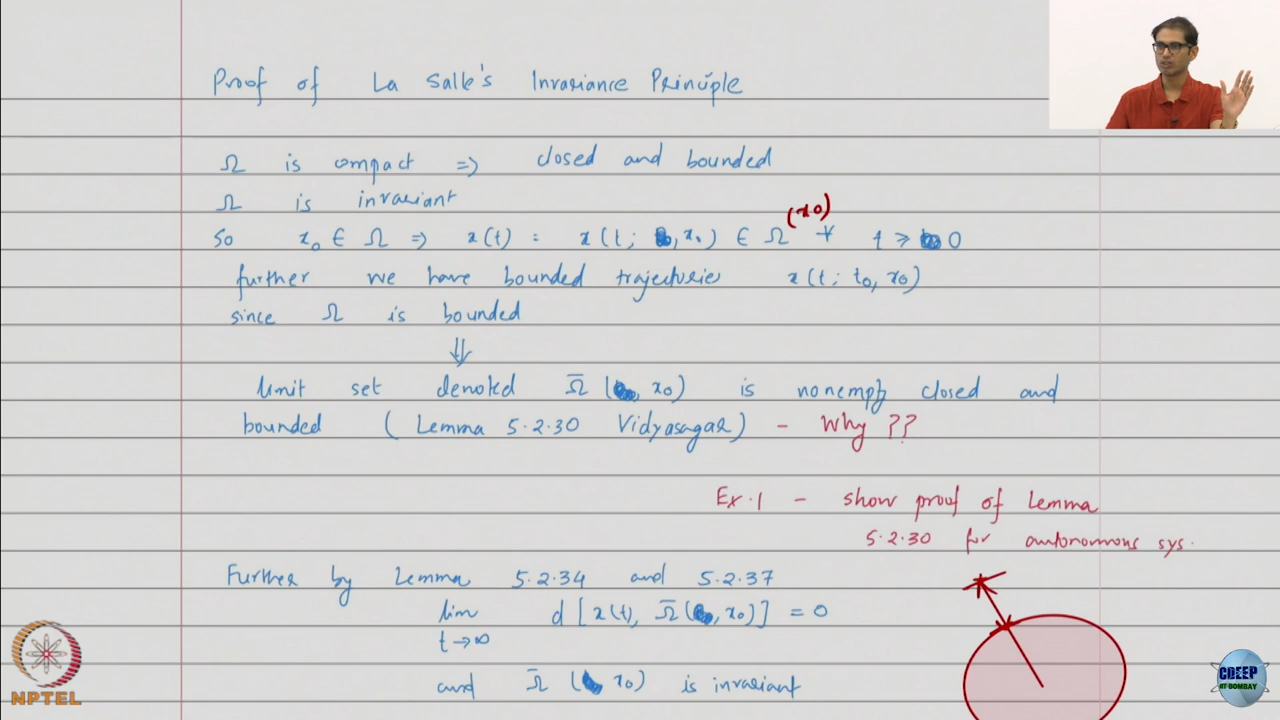 Proof of La Salle's Invariance Principle
Ω is compact ⇒ closed and bounded
Ω is invariant
(x0)
so x₀ ∈ Ω ⇒ x(t) = x(t; , x₀) ∈ Ω ∀ t ≥ 0
further we have bounded trajectories x(t; t0, x0)
since Ω is bounded
⇓
limit set denoted Ω̄ ( , x0) is nonempty closed and
bounded ( Lemma 5.2.30 Vidyasagar) - Why ??
Ex.1 - show proof of Lemma
5.2.30 for autonomous sys.
Further by Lemma 5.2.34 and 5.2.37
lim d [x(t), Ω̄( , x0)] = 0
t→∞
and Ω̄ ( x0) is invariant
NPTEL
CDEEP
IIT BOMBAY